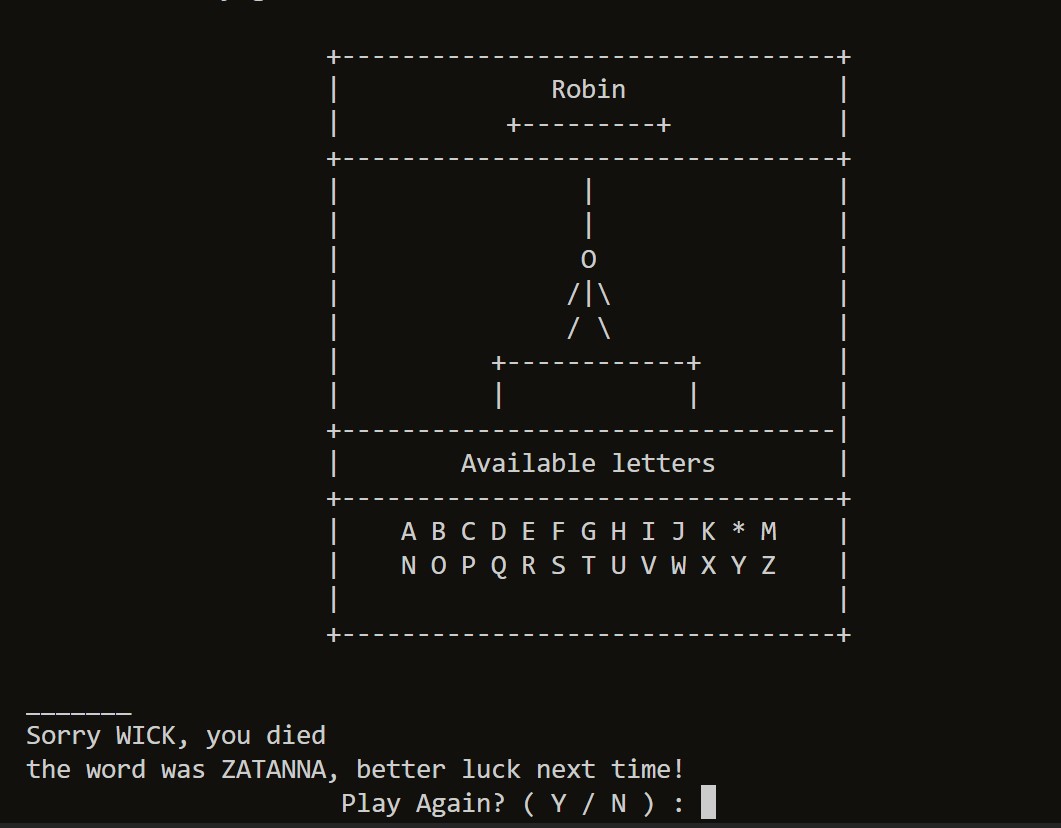 Robin
O
/|\
/ \
Available letters
A B C D E F G H I J K * M
N O P Q R S T U V W X Y Z
_______
Sorry WICK, you died
the word was ZATANNA, better luck next time!
Play Again? ( Y / N ) :